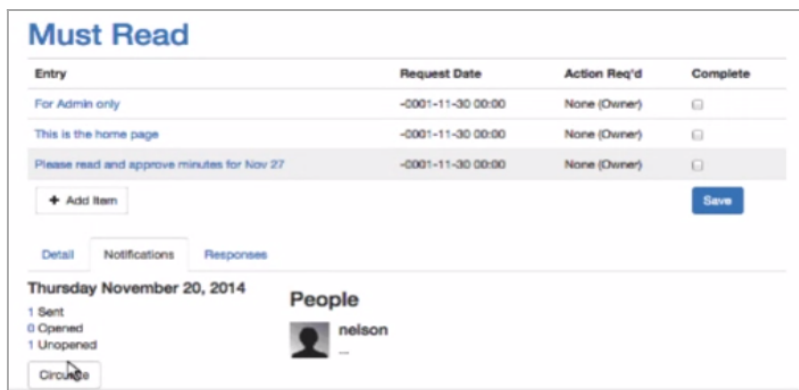 Must Read
Entry Request Date Action Req'd Complete
For Admin only -0001-11-30 00:00 None (Owner)
This is the home page -0001-11-30 00:00 None (Owner)
Please read and approve minutes for Nov 27 -0001-11-30 00:00 None (Owner)
+ Add Item Save
Detail Notifications Responses
Thursday November 20, 2014
People
1 Sent
0 Opened
1 Unopened
nelson
...
Circulate